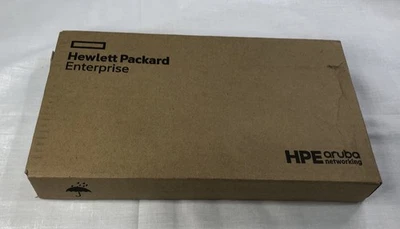 Hewlett Packard
Enterprise
HPE aruba
networking